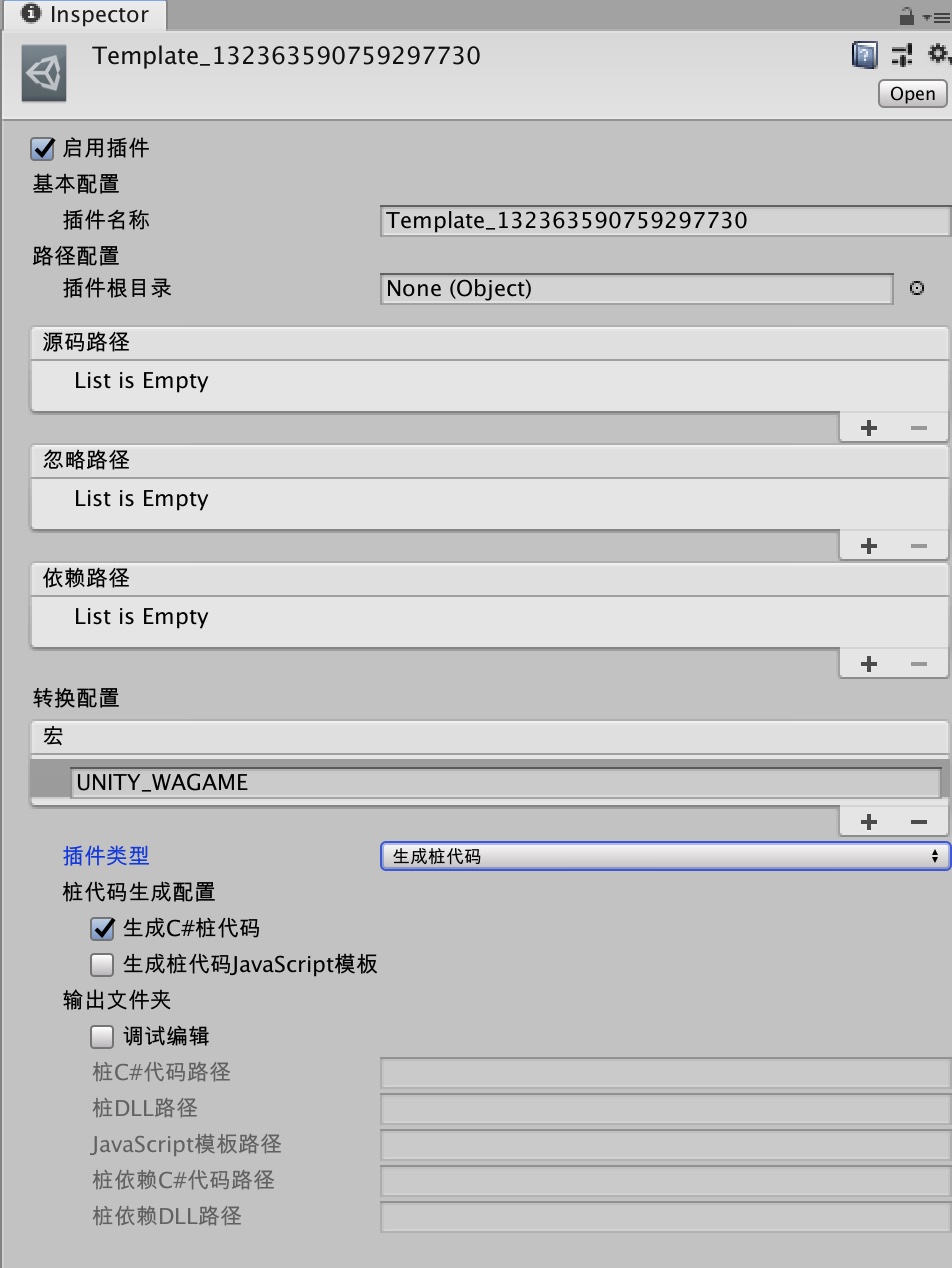 Inspector
Template_132363590759297730
Open
启用插件
基本配置
插件名称 Template_132363590759297730
路径配置
插件根目录 None (Object)
源码路径
List is Empty
忽略路径
List is Empty
依赖路径
List is Empty
转换配置
宏
UNITY_WAGAME
插件类型 生成桩代码
桩代码生成配置
生成C#桩代码
生成桩代码JavaScript模板
输出文件夹
调试编辑
桩C#代码路径
桩DLL路径
JavaScript模板路径
桩依赖C#代码路径
桩依赖DLL路径